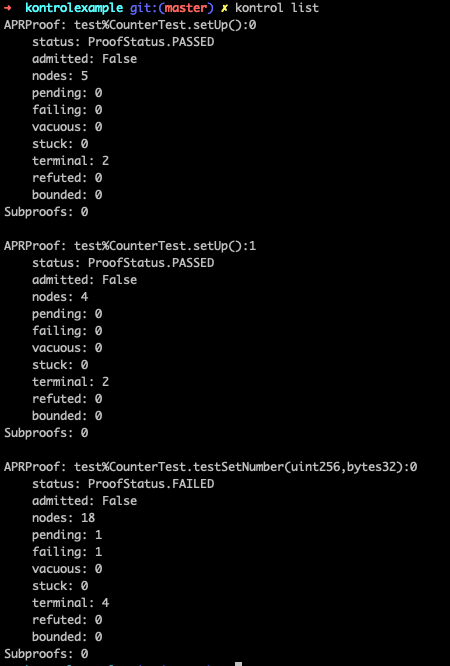 ➜  kontrolexample git:(master) ✗ kontrol list
APRProof: test%CounterTest.setUp():0
    status: ProofStatus.PASSED
    admitted: False
    nodes: 5
    pending: 0
    failing: 0
    vacuous: 0
    stuck: 0
    terminal: 2
    refuted: 0
    bounded: 0
Subproofs: 0
APRProof: test%CounterTest.setUp():1
    status: ProofStatus.PASSED
    admitted: False
    nodes: 4
    pending: 0
    failing: 0
    vacuous: 0
    stuck: 0
    terminal: 2
    refuted: 0
    bounded: 0
Subproofs: 0
APRProof: test%CounterTest.testSetNumber(uint256,bytes32):0
    status: ProofStatus.FAILED
    admitted: False
    nodes: 18
    pending: 1
    failing: 1
    vacuous: 0
    stuck: 0
    terminal: 4
    refuted: 0
    bounded: 0
Subproofs: 0